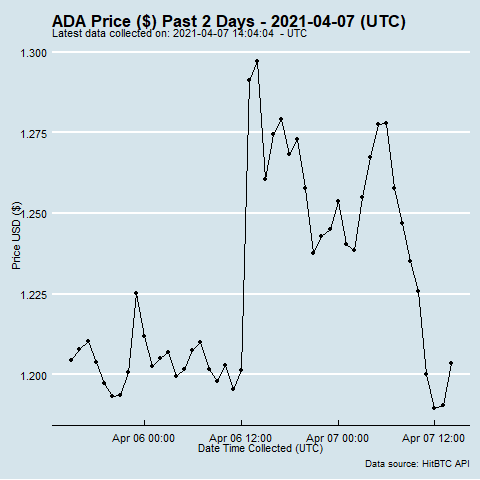 ADA Price ($) Past 2 Days - 2021-04-07 (UTC)
Latest data collected on: 2021-04-07 14:04:04 - UTC
1.300
1.275
1.250
1.225
1.200
Price USD ($)
Apr 06 00:00 Apr 06 12:00 Apr 07 00:00 Apr 07 12:00
Date Time Collected (UTC)
Data source: HitBTC API